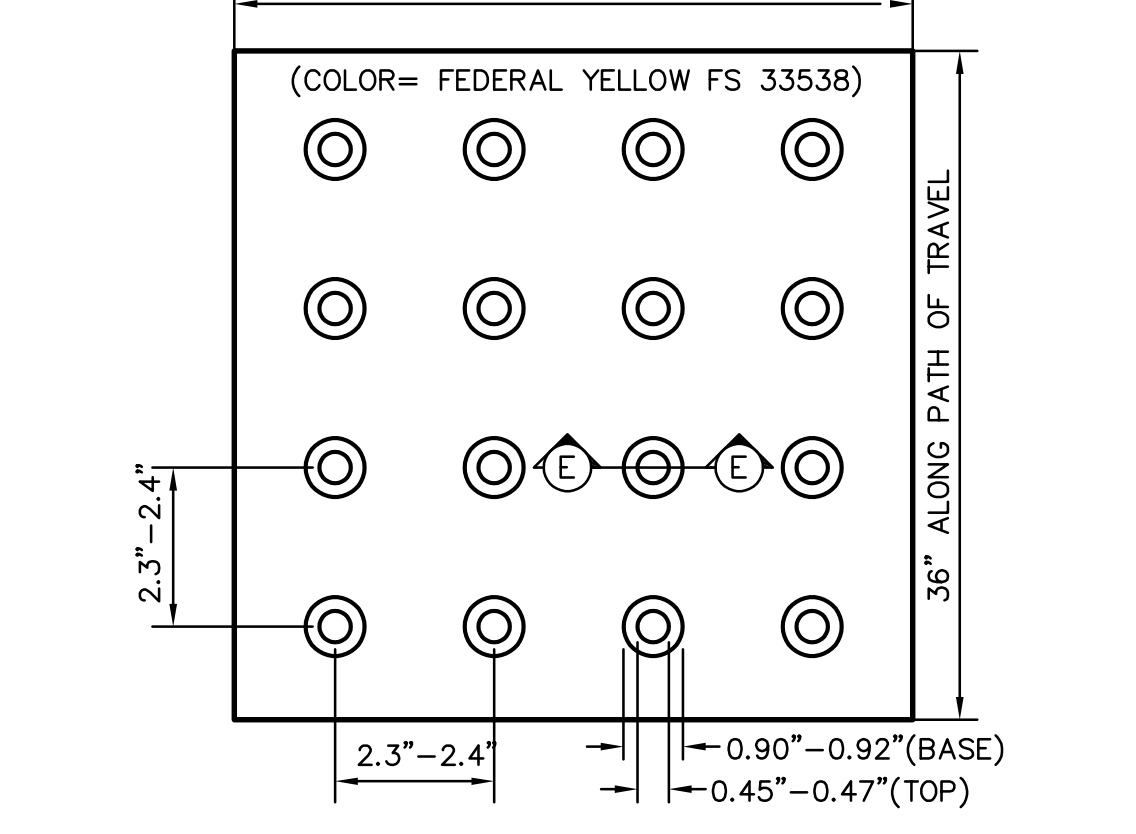 (COLOR= FEDERAL YELLOW FS 33538)
36” ALONG PATH OF TRAVEL
E E
2.3”–2.4”
2.3”–2.4”
0.90”–0.92”(BASE)
0.45”–0.47”(TOP)